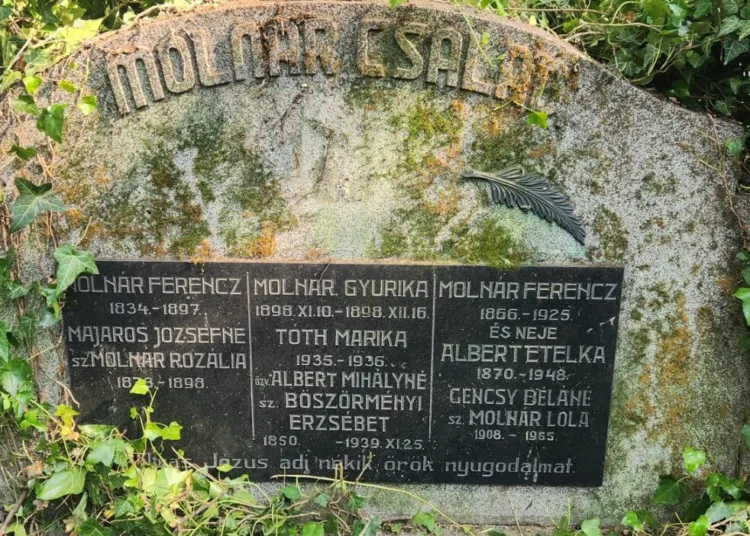 MOLNÁR CSALÁD
MOLNÁR FERENCZ
1834.-1897.
MAJAROS JÓZSEFNÉ
SZ. MOLNÁR ROZÁLIA
-1898.
MOLNÁR GYURIKA
1898.XI.10.-1898.XII.16.
TÓTH MARIKA
1935.-1936.
ÖZV. ALBERT MIHÁLYNÉ
SZ. BÖSZÖRMÉNYI
ERZSÉBET
1850. -1939.XI.25.
MOLNÁR FERENCZ
1866.-1925.
ÉS NEJE
ALBERT ETELKA
1870.-1948.
GENCSY BÉLÁNÉ
SZ. MOLNÁR LOLA
1908. - 1965.
Jézus adj nékik örök nyugodalmat.